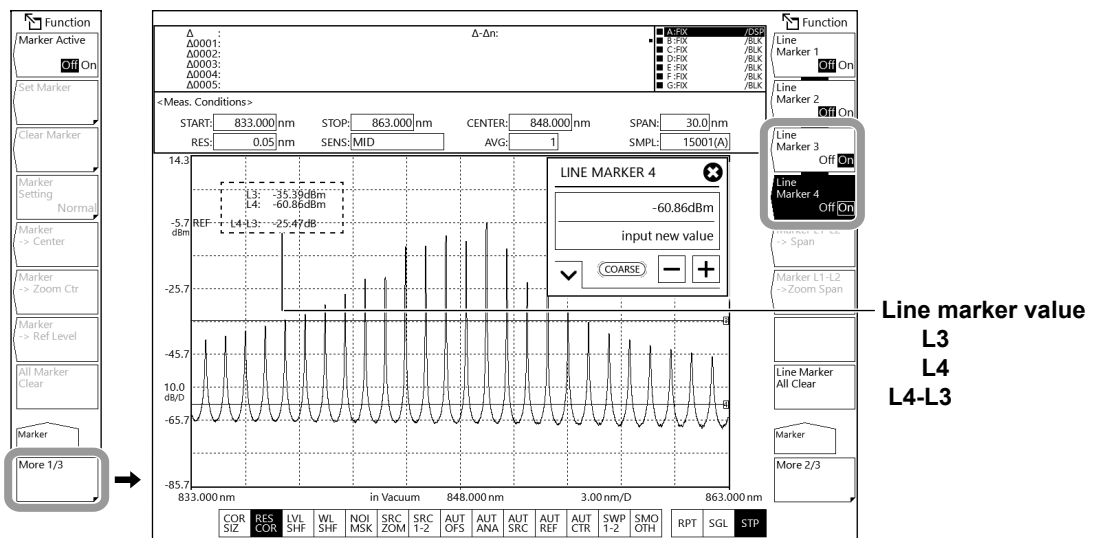 Function
Marker Active
Off On
Set Marker
Clear Marker
Marker
Setting
Normal
Marker
-> Center
Marker
-> Zoom Ctr
Marker
-> Ref Level
All Marker
Clear
Marker
More 1/3
Δ :
Δ0001:
Δ0002:
Δ0003:
Δ0004:
Δ0005:
Δ-Δn:
A:FIX /DSP
B:FIX /BLK
C:FIX /BLK
D:FIX /BLK
E:FIX /BLK
F:FIX /BLK
G:FIX /BLK
<Meas. Conditions>
START: 833.000 nm STOP: 863.000 nm CENTER: 848.000 nm SPAN: 30.0 nm
RES: 0.05 nm SENS: MID AVG: 1 SMPL: 15001(A)
14.3
L3: -35.39dBm
L4: -60.86dBm
L4-L3: -25.47dB
-5.7 REF
dBm
-25.7
-45.7
10.0
dB/D
-65.7
-85.7
3
4
LINE MARKER 4
-60.86dBm
input new value
COARSE
833.000 nm in Vacuum 848.000 nm 3.000 nm/D 863.000 nm
COR SIZ
RES COR
LVL SHF
WL SHF
NOI MSK
SRC ZOM
SRC 1-2
AUT OFS
AUT ANA
AUT SRC
AUT REF
AUT CTR
SWP 1-2
SMO OTH
RPT
SGL
STP
Function
Line
Marker 1
Off On
Line
Marker 2
Off On
Line
Marker 3
Off On
Line
Marker 4
Off On
Marker L1-L2
-> Span
Marker L1-L2
->Zoom Span
Line Marker
All Clear
Marker
More 2/3
Line marker value
L3
L4
L4-L3